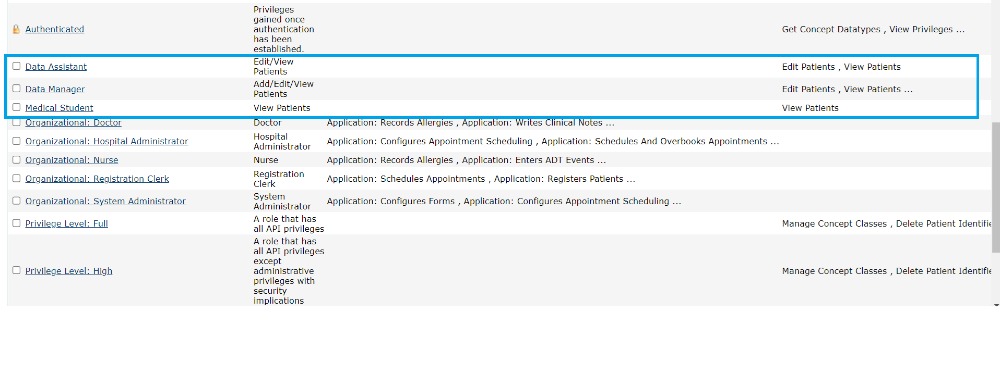 Authenticated
Privileges
gained once
authentication
has been
established.
Get Concept Datatypes , View Privileges ...
Data Assistant
Edit/View
Patients
Edit Patients , View Patients
Data Manager
Add/Edit/View
Patients
Edit Patients , View Patients ...
Medical Student
View Patients
View Patients
Organizational: Doctor
Doctor
Application: Records Allergies , Application: Writes Clinical Notes ...
Organizational: Hospital Administrator
Hospital
Administrator
Application: Configures Appointment Scheduling , Application: Schedules And Overbooks Appointments ...
Organizational: Nurse
Nurse
Application: Records Allergies , Application: Enters ADT Events ...
Organizational: Registration Clerk
Registration
Clerk
Application: Schedules Appointments , Application: Registers Patients ...
Organizational: System Administrator
System
Administrator
Application: Configures Forms , Application: Configures Appointment Scheduling ...
Privilege Level: Full
A role that has
all API privileges
Manage Concept Classes , Delete Patient
Privilege Level: High
A role that has
all API privileges
except
administrative
privileges with
security
implications
Manage Concept Classes , Delete Patient